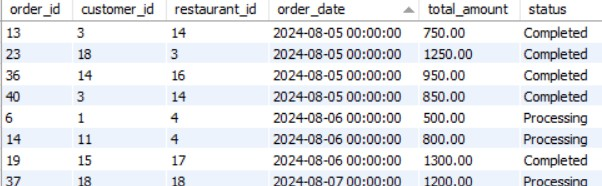 order_id customer_id restaurant_id order_date total_amount status
13 3 14 2024-08-05 00:00:00 750.00 Completed
23 18 3 2024-08-05 00:00:00 1250.00 Completed
36 14 16 2024-08-05 00:00:00 950.00 Completed
40 3 14 2024-08-05 00:00:00 850.00 Completed
6 1 4 2024-08-06 00:00:00 500.00 Processing
14 11 4 2024-08-06 00:00:00 800.00 Processing
19 15 17 2024-08-06 00:00:00 1300.00 Completed
37 18 18 2024-08-07 00:00:00 1200.00 Processing